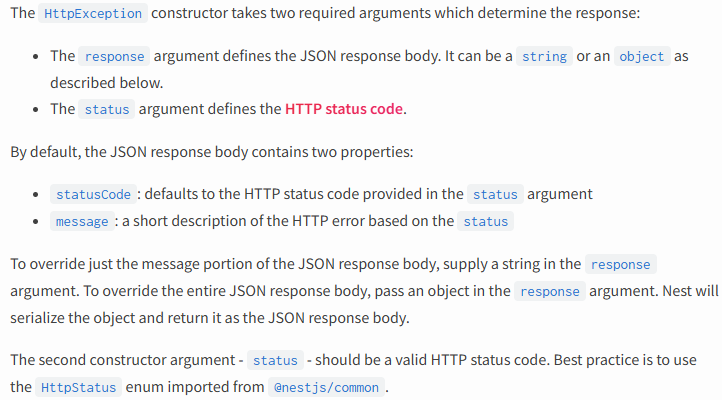 The HttpException constructor takes two required arguments which determine the response:
• The response argument defines the JSON response body. It can be a string or an object as
described below.
• The status argument defines the HTTP status code.
By default, the JSON response body contains two properties:
• statusCode : defaults to the HTTP status code provided in the status argument
• message : a short description of the HTTP error based on the status
To override just the message portion of the JSON response body, supply a string in the response
argument. To override the entire JSON response body, pass an object in the response argument. Nest will
serialize the object and return it as the JSON response body.
The second constructor argument - status - should be a valid HTTP status code. Best practice is to use
the HttpStatus enum imported from @nestjs/common .